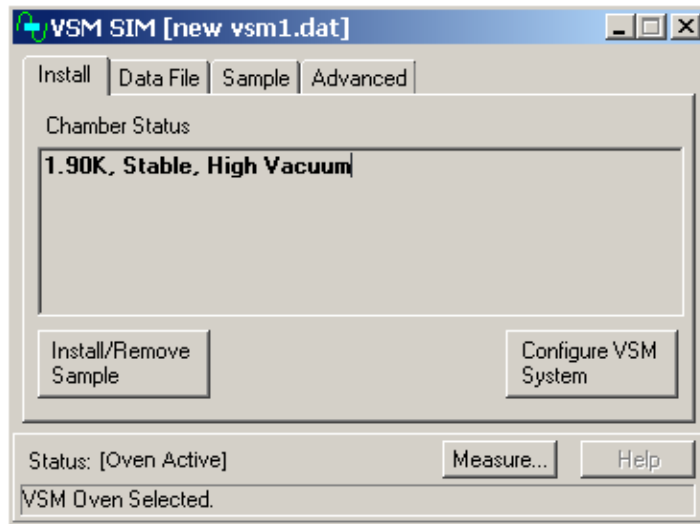 VSM SIM [new vsm1.dat]
Install Data File Sample Advanced
Chamber Status
1.90K, Stable, High Vacuum
Install/Remove
Sample
Configure VSM
System
Status: [Oven Active] Measure... Help
VSM Oven Selected.